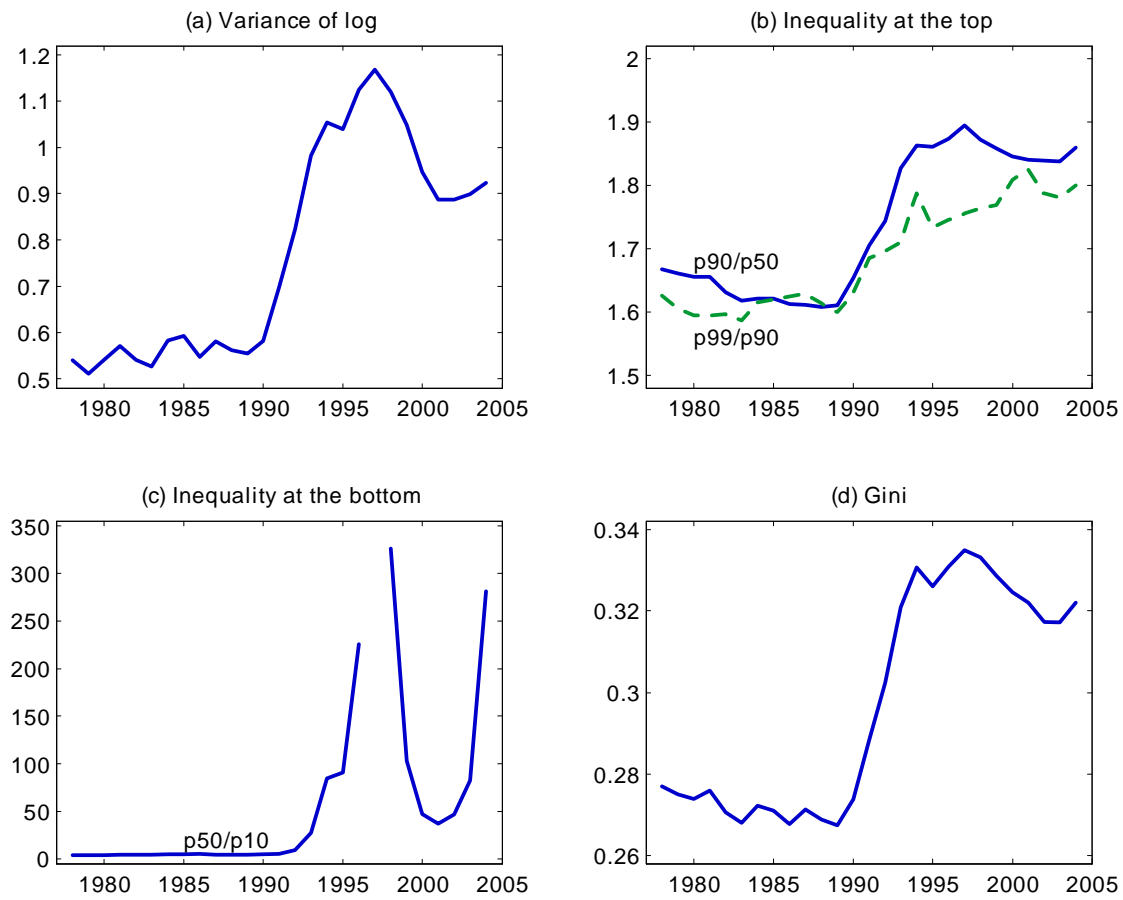 (a) Variance of log
1.2
1.1
1
0.9
0.8
0.7
0.6
0.5
1980 1985 1990 1995 2000 2005
(b) Inequality at the top
2
1.9
1.8
1.7
1.6
1.5
p90/p50
p99/p90
1980 1985 1990 1995 2000 2005
(c) Inequality at the bottom
350
300
250
200
150
100
50
0
p50/p10
1980 1985 1990 1995 2000 2005
(d) Gini
0.34
0.32
0.3
0.28
0.26
1980 1985 1990 1995 2000 2005